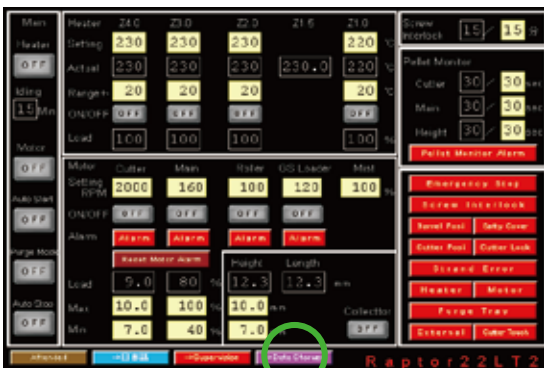 Main
Heater
OFF
Idling
15 Min
Motor
OFF
Auto Start
OFF
Purge Mode
OFF
Auto Stop
OFF
Heater Z4.0 Z3.0 Z2.0 Z1.5 Z1.0
Setting 230 230 230 220 ℃
Actual 230 230 230 230.0 220 ℃
Range+- 20 20 20 20 ℃
ON/OFF OFF OFF OFF OFF
Load 100 100 100 100 %
Motor Cutter Main Roller GS Loader Mist
Setting RPM 2000 160 100 120 100 %
ON/OFF OFF OFF OFF OFF
Alarm Alarm Alarm Alarm Alarm
Reset Motor Alarm
Load 9.0 80 %
Max 10.0 100 %
Min 7.0 40 %
Height Length
12.3 12.3 mm
10.0 mm
7.0
Collection
OFF
Screw Interlock 15 / 15 g
Pellet Monitor
Cutter 30 / 30 sec
Main 30 / 30 sec
Height 30 / 30 sec
Pellet Monitor Alarm
Emergency Stop
Screw Interlock
Barrel Posi Safty Cover
Cutter Posi Cutter Lock
Strand Error
Heater Motor
Purge Tray
External Cutter Touch
Attended
->Supervisor
->Data Storage
Raptor22LT2